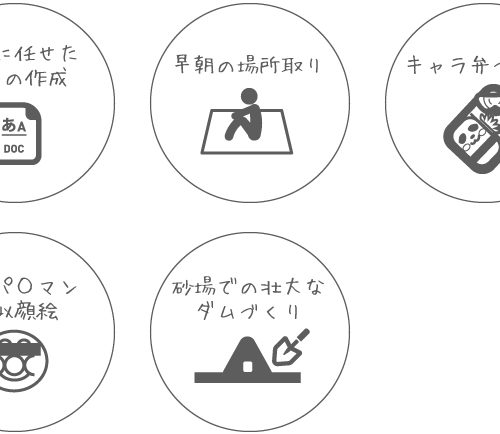 に任せた
の作成
あA
DOC
早朝の場所取り
キャラ弁
パ〇マン
似顔絵
砂場での壮大な
ダムづくり